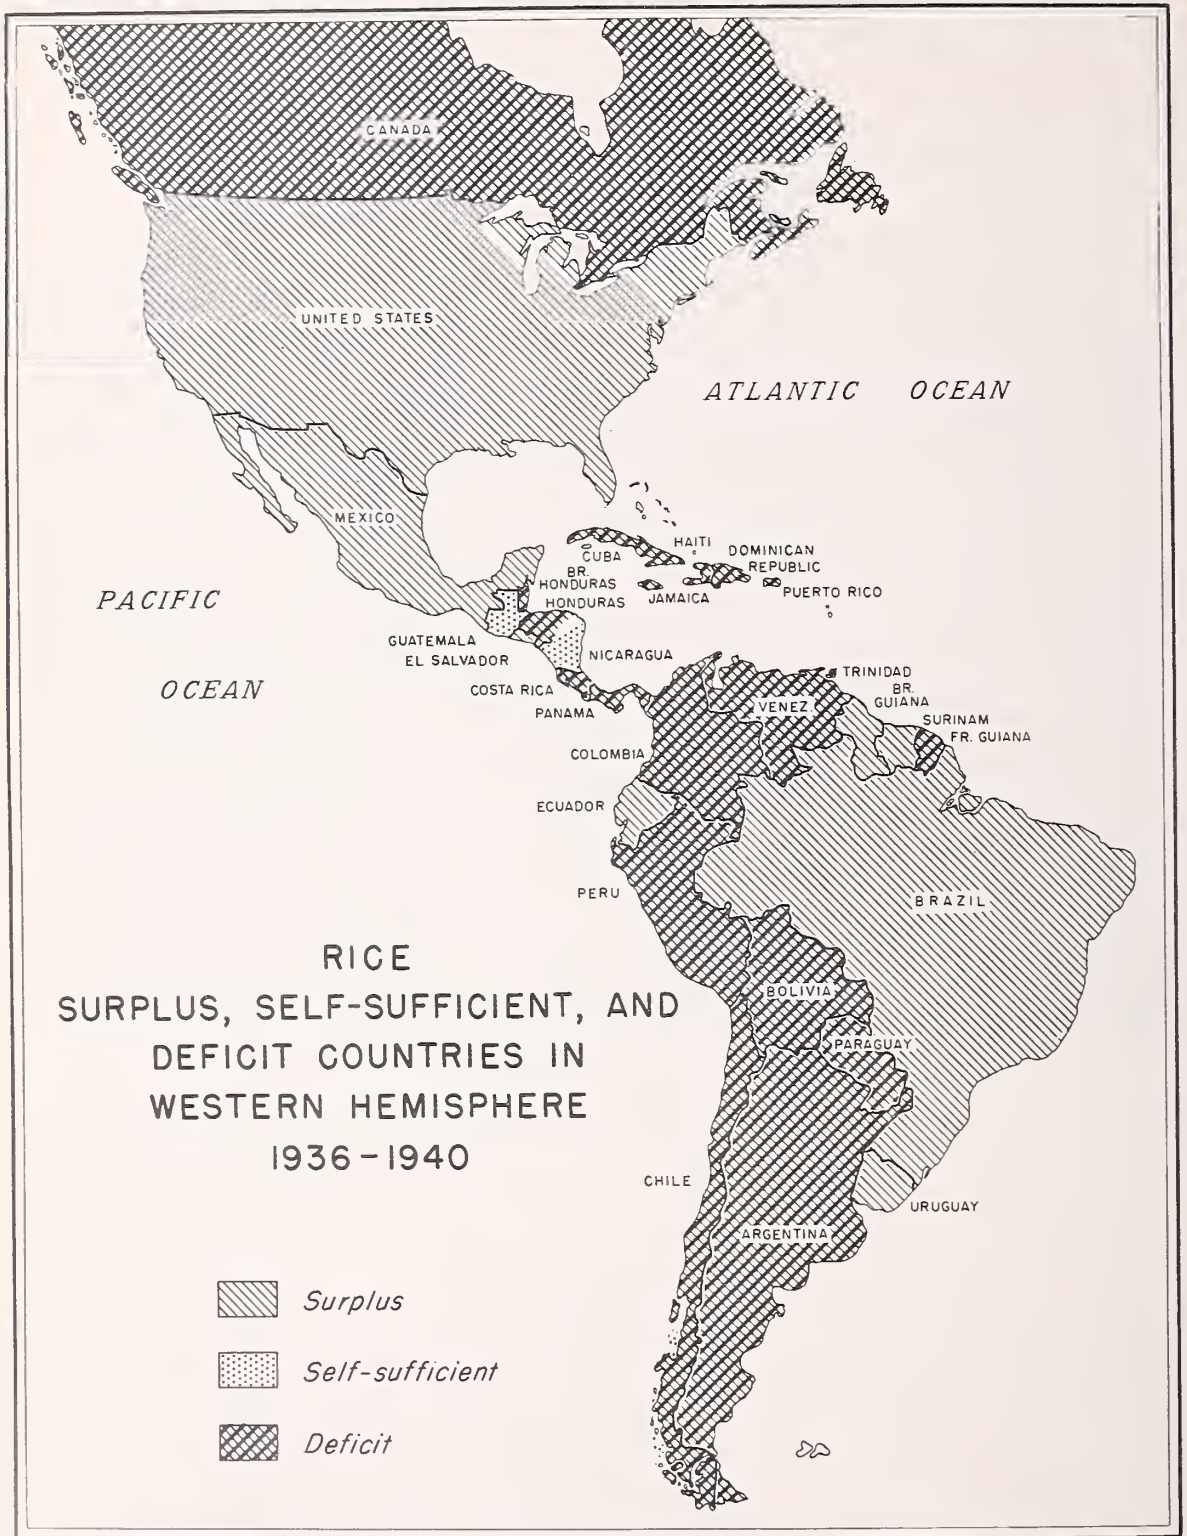 CANADA
UNITED STATES
ATLANTIC OCEAN
MEXICO
HAITI
CUBA
DOMINICAN
REPUBLIC
BR.
HONDURAS
PUERTO RICO
JAMAICA
HONDURAS
PACIFIC
OCEAN
GUATEMALA
EL SALVADOR
NICARAGUA
COSTA RICA
PANAMA
TRINIDAD
BR.
GUIANA
VENEZ.
SURINAM
FR. GUIANA
COLOMBIA
ECUADOR
PERU
BRAZIL
BOLIVIA
PARAGUAY
CHILE
URUGUAY
ARGENTINA
RICE
SURPLUS, SELF-SUFFICIENT, AND
DEFICIT COUNTRIES IN
WESTERN HEMISPHERE
1936-1940
Surplus
Self-sufficient
Deficit